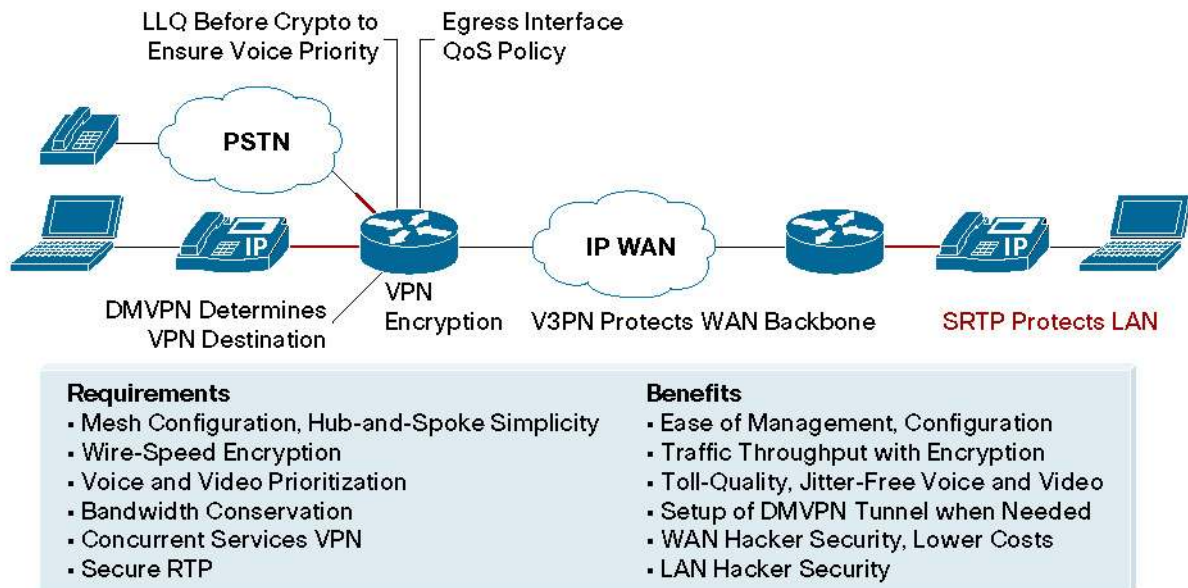 LLQ Before Crypto to
Ensure Voice Priority
Egress Interface
QoS Policy
PSTN
IP
IP WAN
IP
DMVPN Determines
VPN Destination
VPN
Encryption
V3PN Protects WAN Backbone
SRTP Protects LAN
Requirements
▪ Mesh Configuration, Hub-and-Spoke Simplicity
▪ Wire-Speed Encryption
▪ Voice and Video Prioritization
▪ Bandwidth Conservation
▪ Concurrent Services VPN
▪ Secure RTP
Benefits
▪ Ease of Management, Configuration
▪ Traffic Throughput with Encryption
▪ Toll-Quality, Jitter-Free Voice and Video
▪ Setup of DMVPN Tunnel when Needed
▪ WAN Hacker Security, Lower Costs
▪ LAN Hacker Security